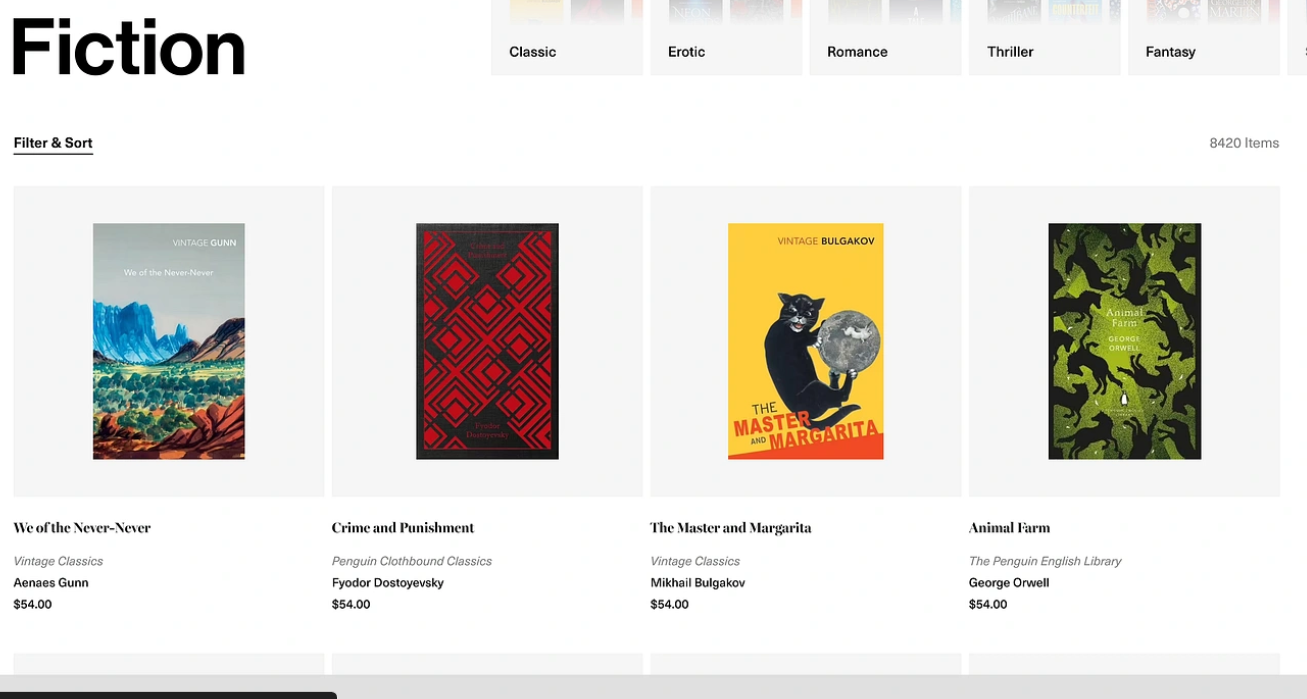 Fiction
Classic
Erotic
Romance
Thriller
Fantasy
Filter & Sort
8420 Items
VINTAGE GUNN
We of the Never-Never
Crime and
Punishment
Fyodor
Dostoyevsky
VINTAGE BULGAKOV
THE
MASTER
AND MARGARITA
Animal
Farm
GEORGE
ORWELL
We of the Never-Never
Vintage Classics
Aenaes Gunn
$54.00
Crime and Punishment
Penguin Clothbound Classics
Fyodor Dostoyevsky
$54.00
The Master and Margarita
Vintage Classics
Mikhail Bulgakov
$54.00
Animal Farm
The Penguin English Library
George Orwell
$54.00